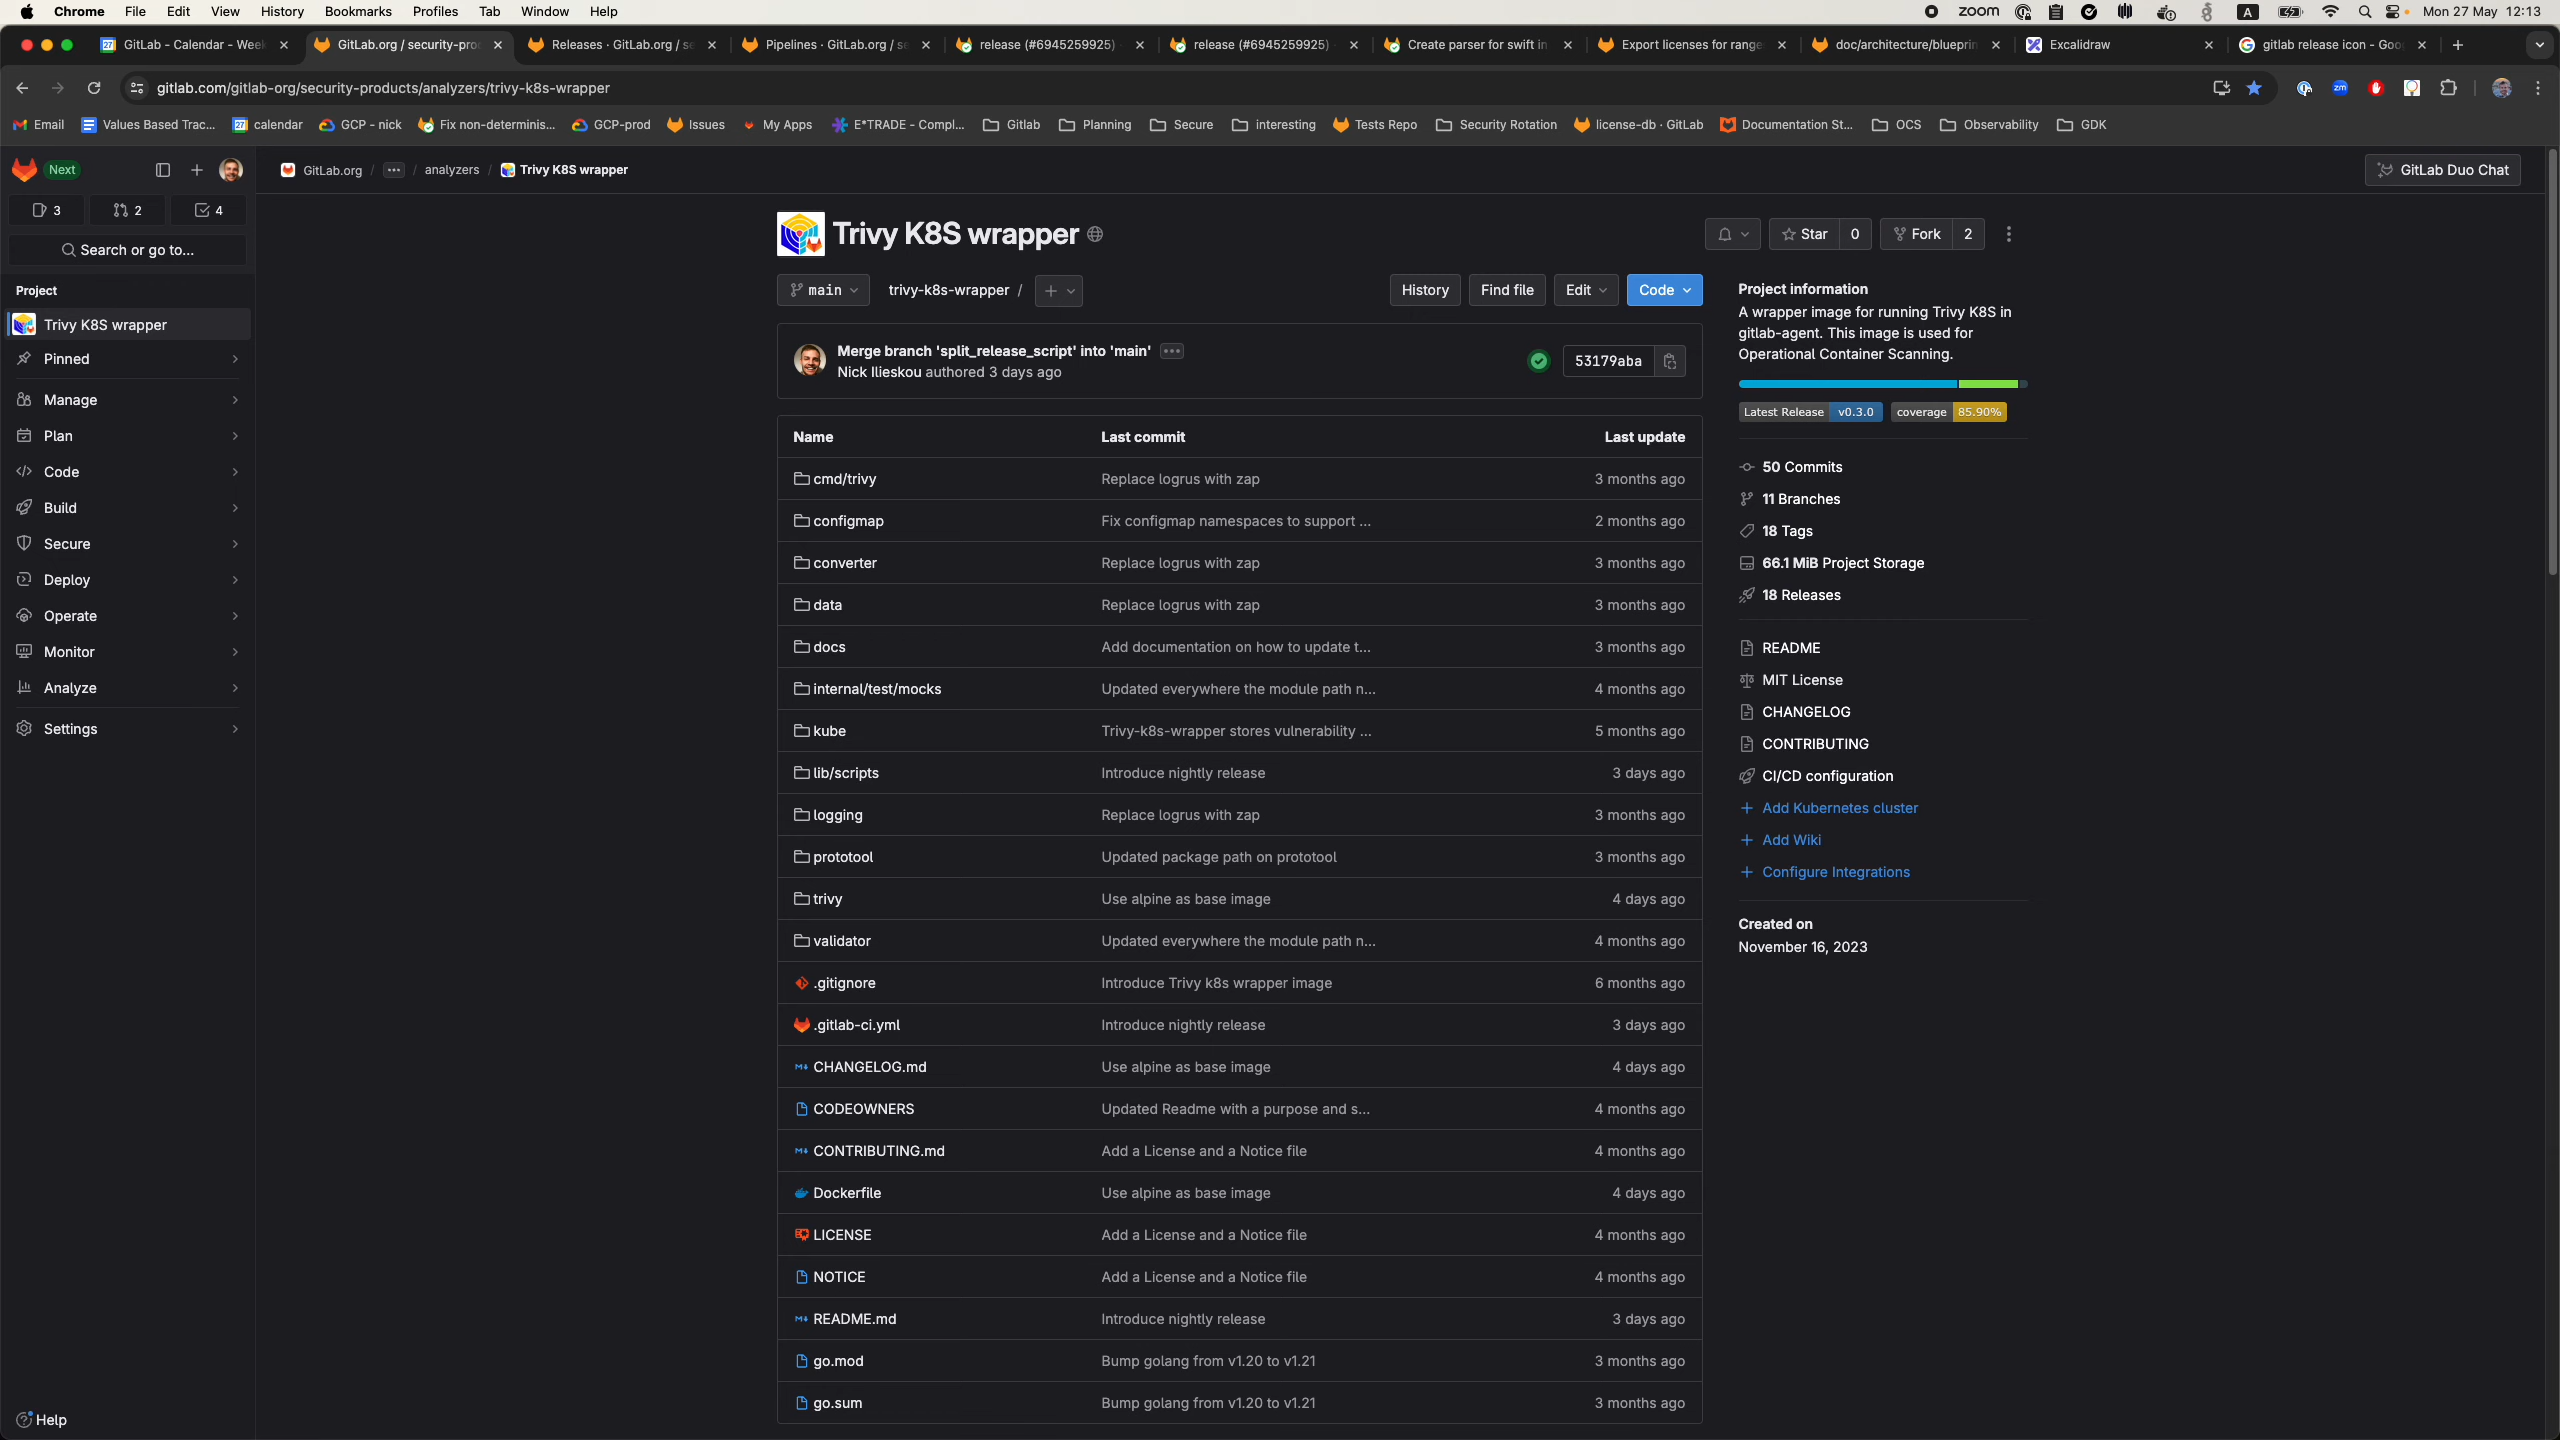 Chrome File Edit View History Bookmarks Profiles Tab Window Help
zoom A Mon 27 May 12:13
27 GitLab - Calendar - Week
GitLab.org / security-pro
Releases · GitLab.org / se
Pipelines · GitLab.org / se
release (#6945259925)
release (#6945259925)
Create parser for swift in
Export licenses for range
doc/architecture/blueprin
Excalidraw
gitlab release icon - Goo
gitlab.com/gitlab-org/security-products/analyzers/trivy-k8s-wrapper
zm
Email Values Based Trac... 27 calendar GCP - nick Fix non-determinis... GCP-prod Issues My Apps E*TRADE - Compl... Gitlab Planning Secure interesting Tests Repo Security Rotation license-db · GitLab Documentation St... OCS Observability GDK
Next
3 2 4
Search or go to...
Project
Trivy K8S wrapper
Pinned
Manage
Plan
Code
Build
Secure
Deploy
Operate
Monitor
Analyze
Settings
Help
GitLab.org / ... / analyzers / Trivy K8S wrapper
GitLab Duo Chat
Trivy K8S wrapper
Star 0
Fork 2
main trivy-k8s-wrapper / +
History Find file Edit Code
Merge branch 'split_release_script' into 'main' ...
Nick Ilieskou authored 3 days ago
53179aba
Name Last commit Last update
cmd/trivy Replace logrus with zap 3 months ago
configmap Fix configmap namespaces to support ... 2 months ago
converter Replace logrus with zap 3 months ago
data Replace logrus with zap 3 months ago
docs Add documentation on how to update t... 3 months ago
internal/test/mocks Updated everywhere the module path n... 4 months ago
kube Trivy-k8s-wrapper stores vulnerability ... 5 months ago
lib/scripts Introduce nightly release 3 days ago
logging Replace logrus with zap 3 months ago
prototool Updated package path on prototool 3 months ago
trivy Use alpine as base image 4 days ago
validator Updated everywhere the module path n... 4 months ago
.gitignore Introduce Trivy k8s wrapper image 6 months ago
.gitlab-ci.yml Introduce nightly release 3 days ago
CHANGELOG.md Use alpine as base image 4 days ago
CODEOWNERS Updated Readme with a purpose and s... 4 months ago
CONTRIBUTING.md Add a License and a Notice file 4 months ago
Dockerfile Use alpine as base image 4 days ago
LICENSE Add a License and a Notice file 4 months ago
NOTICE Add a License and a Notice file 4 months ago
README.md Introduce nightly release 3 days ago
go.mod Bump golang from v1.20 to v1.21 3 months ago
go.sum Bump golang from v1.20 to v1.21 3 months ago
Project information
A wrapper image for running Trivy K8S in
gitlab-agent. This image is used for
Operational Container Scanning.
Latest Release v0.3.0 coverage 85.90%
50 Commits
11 Branches
18 Tags
66.1 MiB Project Storage
18 Releases
README
MIT License
CHANGELOG
CONTRIBUTING
CI/CD configuration
+ Add Kubernetes cluster
+ Add Wiki
+ Configure Integrations
Created on
November 16, 2023